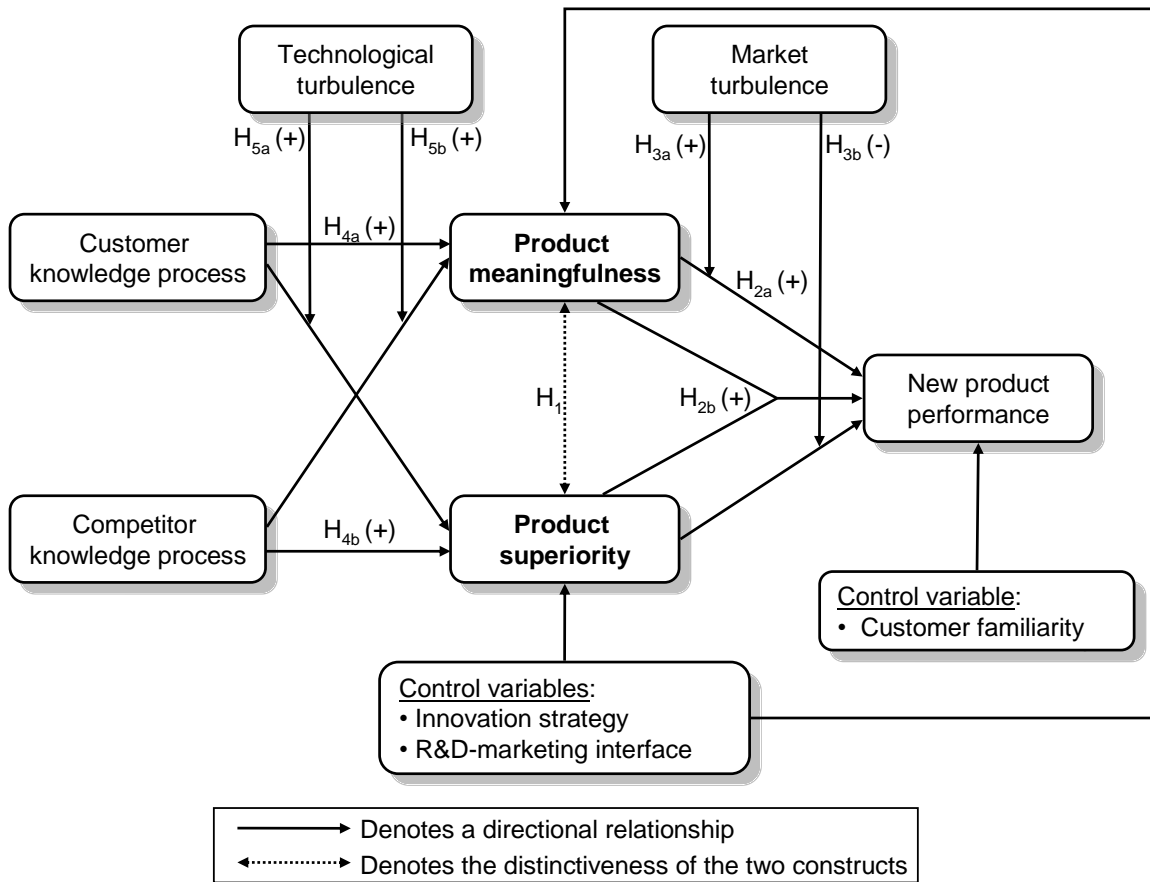 Technological
turbulence
Market
turbulence
H5a (+)
H5b (+)
H3a (+)
H3b (-)
Customer
knowledge process
H4a (+)
Product
meaningfulness
H2a (+)
H1
H2b (+)
New product
performance
Competitor
knowledge process
H4b (+)
Product
superiority
Control variable:
• Customer familiarity
Control variables:
• Innovation strategy
• R&D-marketing interface
Denotes a directional relationship
Denotes the distinctiveness of the two constructs